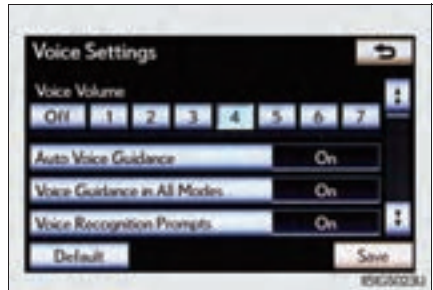 Voice Settings
Voice Volume
Off 1 2 3 4 5 6 7
Auto Voice Guidance On
Voice Guidance in All Modes On
Voice Recognition Prompts On
Default Save